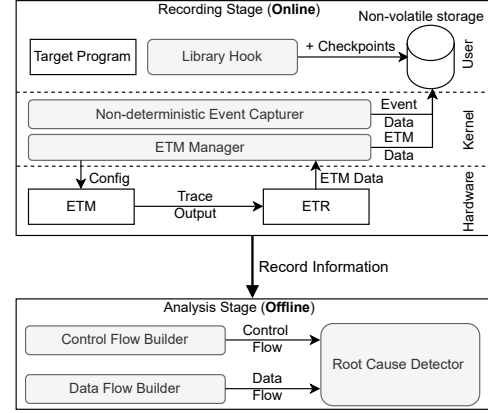 Recording Stage (Online)
Non-volatile storage
Target Program
Library Hook
+ Checkpoints
User
Non-deterministic Event Capturer
Event
Data
ETM Manager
ETM
Data
Kernel
Config
ETM Data
ETM
Trace
Output
ETR
Hardware
Record Information
Analysis Stage (Offline)
Control Flow Builder
Control
Flow
Root Cause Detector
Data Flow Builder
Data
Flow